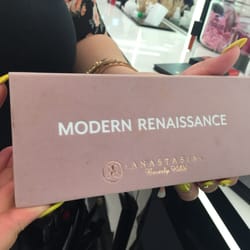 MODERN RENAISSANCE
ANASTASIA
Beverly Hills